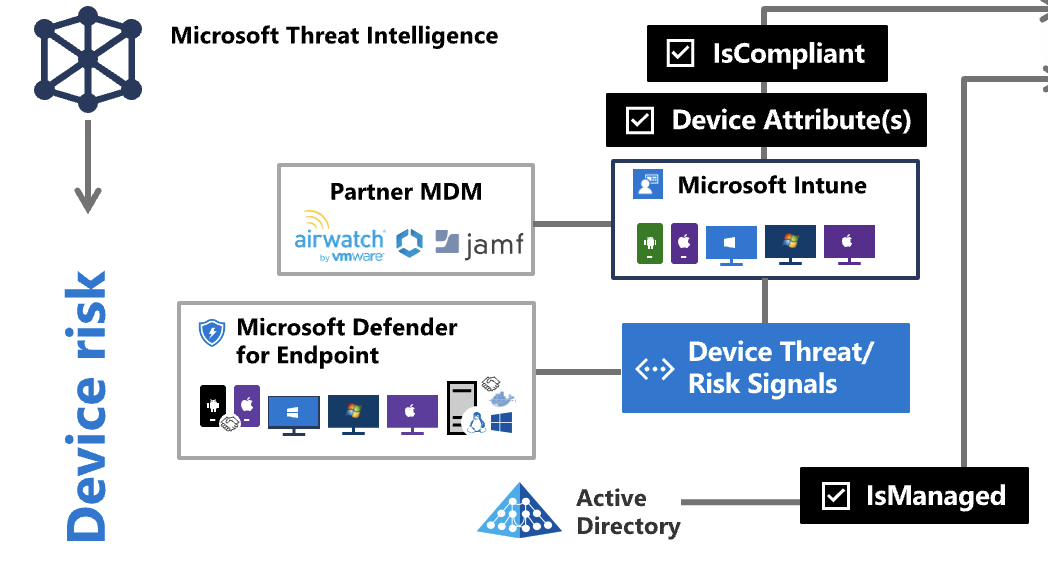 Microsoft Threat Intelligence
IsCompliant
Device Attribute(s)
Partner MDM
airwatch
by vmware
jamf
Microsoft Intune
Device risk
Microsoft Defender
for Endpoint
Device Threat/
Risk Signals
Active
Directory
IsManaged